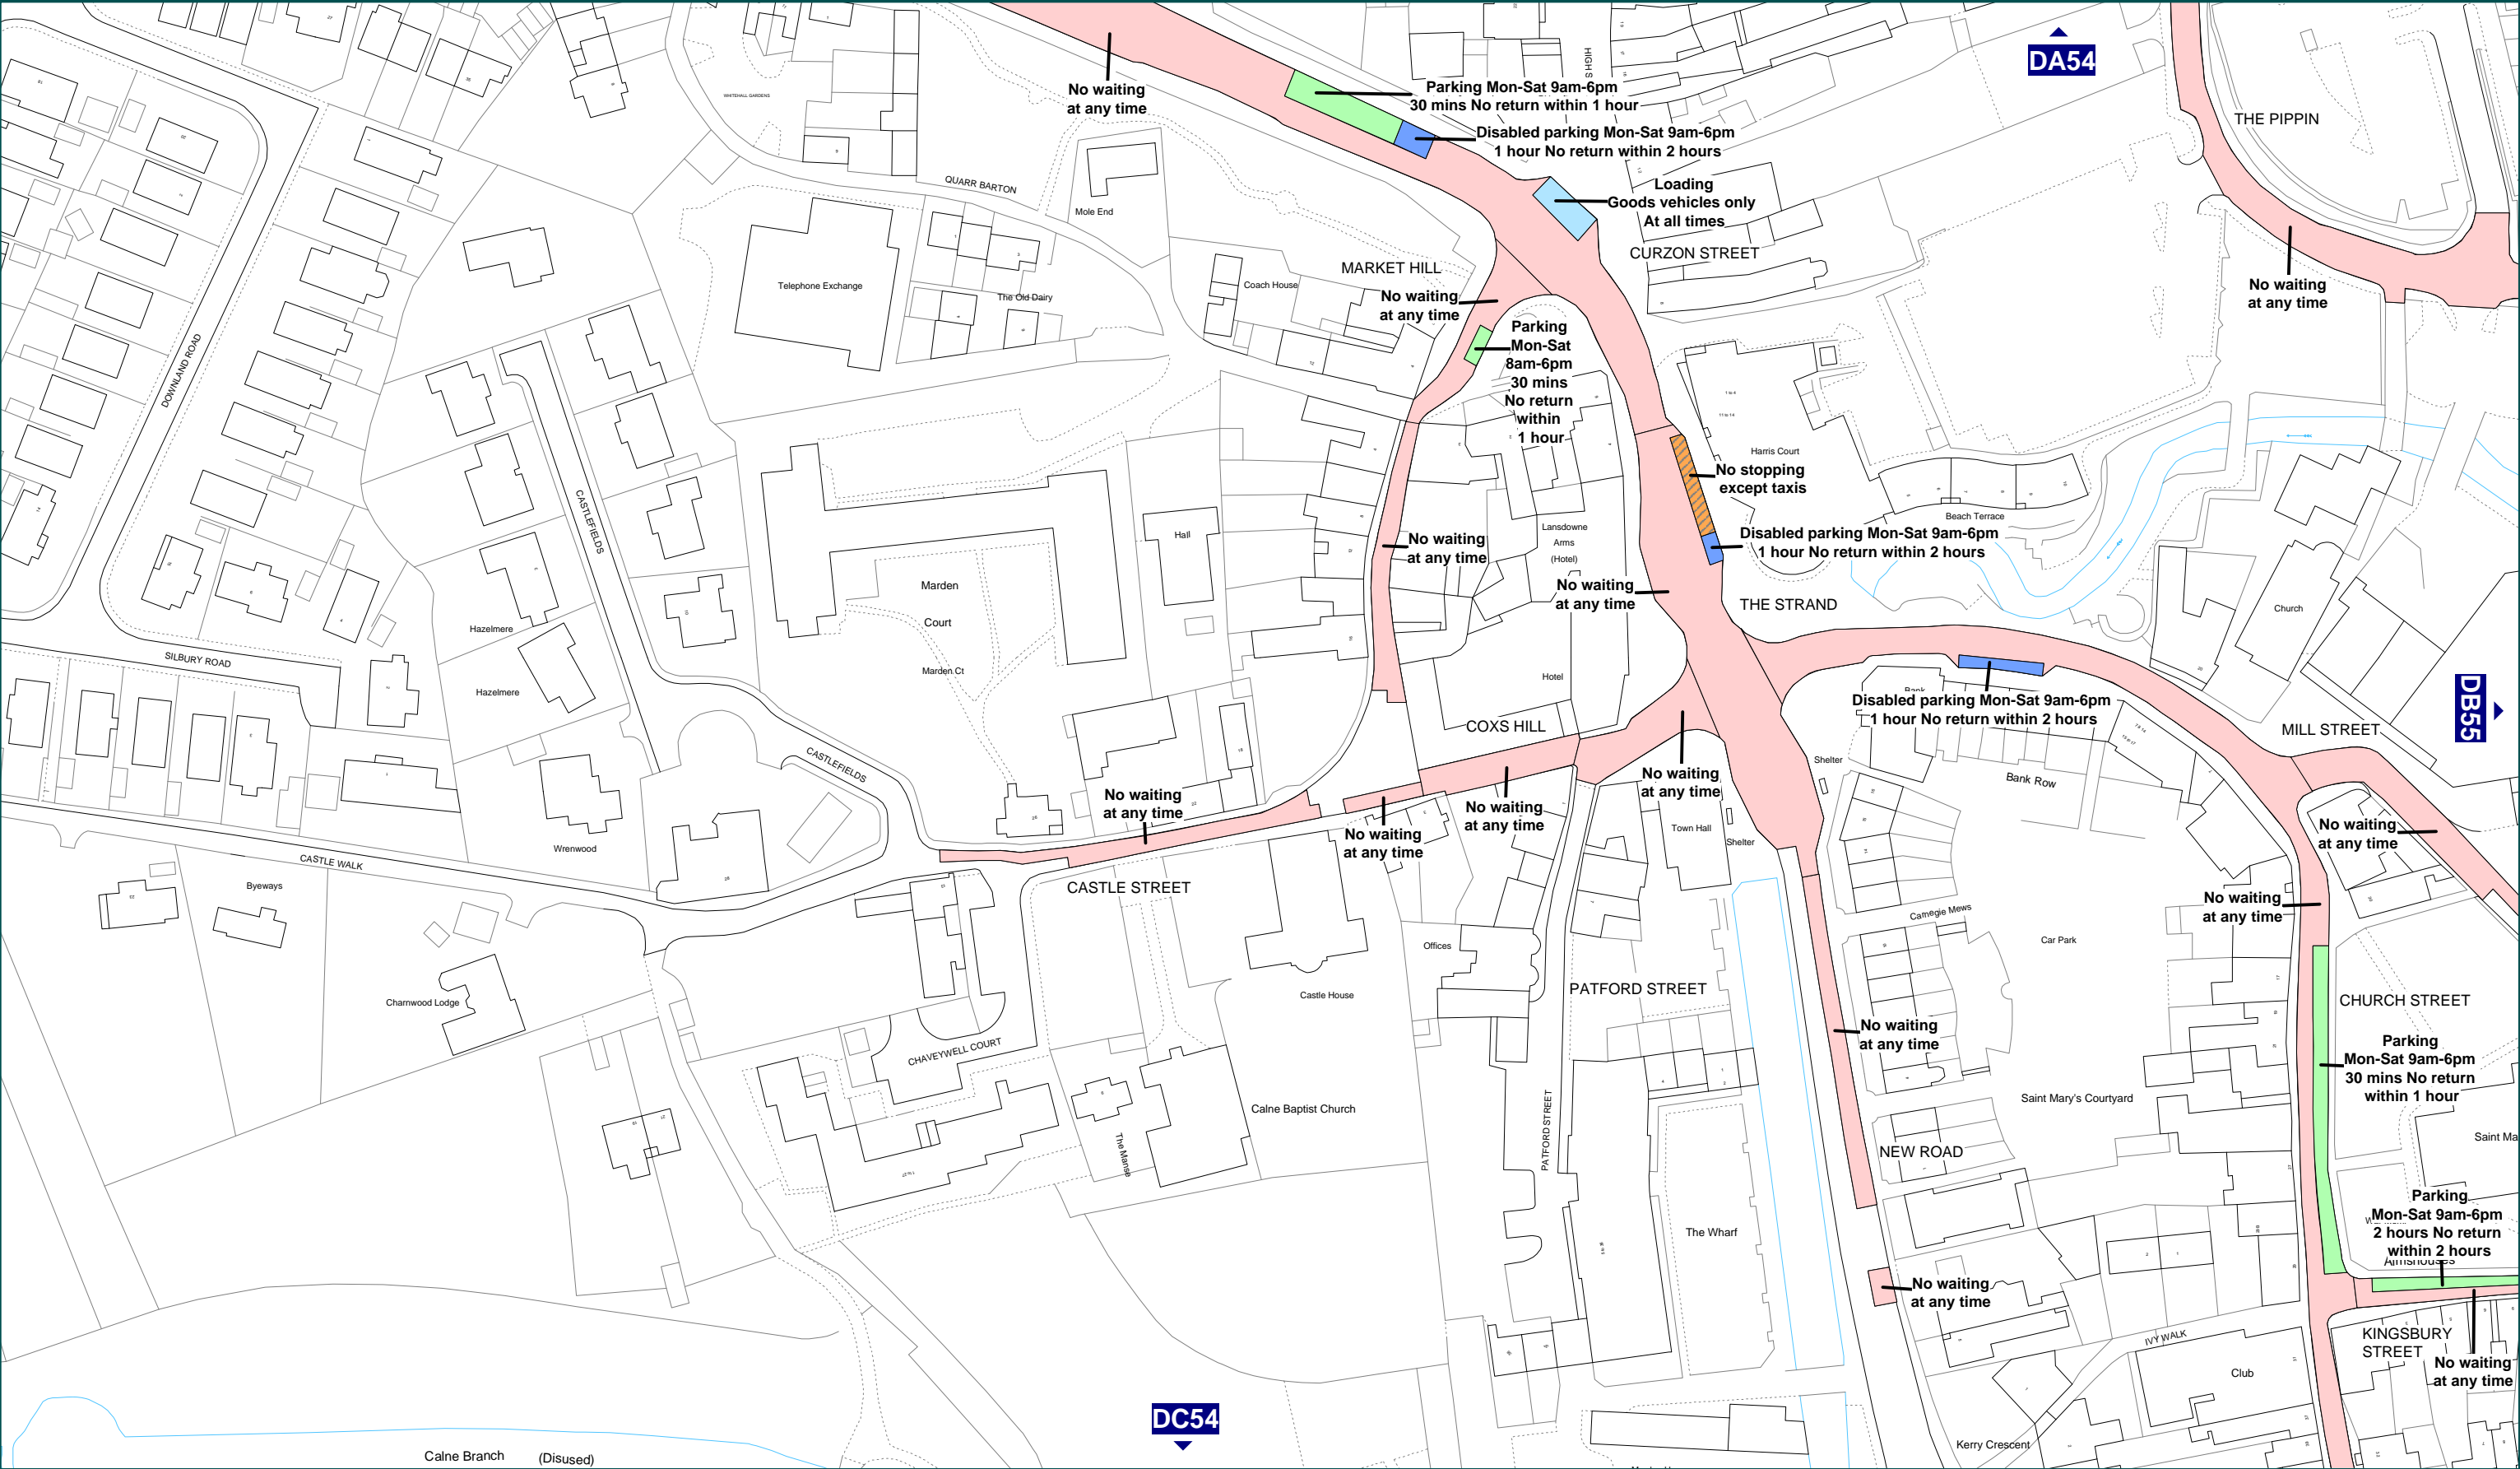 DA54
THE PIPPIN
HIGH S
WHITEHALL GARDENS
No waiting
at any time
Parking Mon-Sat 9am-6pm
30 mins No return within 1 hour
Disabled parking Mon-Sat 9am-6pm
1 hour No return within 2 hours
Loading
Goods vehicles only
At all times
QUARR BARTON
Mole End
CURZON STREET
MARKET HILL
Telephone Exchange
The Old Dairy
Coach House
No waiting
at any time
No waiting
at any time
Parking
Mon-Sat
8am-6pm
30 mins
No return
within
1 hour
DOWNLAND ROAD
1 to 4
11 to 14
Harris Court
No stopping
except taxis
CASTLEFIELDS
Beach Terrace
Lansdowne
Arms
(Hotel)
Hall
No waiting
at any time
Disabled parking Mon-Sat 9am-6pm
1 hour No return within 2 hours
No waiting
at any time
THE STRAND
Church
Marden
Court
Hazelmere
Marden Ct
SILBURY ROAD
Hazelmere
Hotel
Bank
Disabled parking Mon-Sat 9am-6pm
1 hour No return within 2 hours
DB55
COXS HILL
MILL STREET
CASTLEFIELDS
Shelter
Bank Row
No waiting
at any time
No waiting
at any time
No waiting
at any time
No waiting
at any time
Town Hall
Shelter
No waiting
at any time
Wrenwood
CASTLE WALK
Byeways
CASTLE STREET
No waiting
at any time
Carnegie Mews
Car Park
Offices
Charnwood Lodge
Castle House
PATFORD STREET
CHURCH STREET
No waiting
at any time
Parking
Mon-Sat 9am-6pm
30 mins No return
within 1 hour
CHAVEYWELL COURT
Calne Baptist Church
The Manse
PATFORD STREET
Saint Mary's Courtyard
Saint Ma
NEW ROAD
Parking
Mon-Sat 9am-6pm
2 hours No return
within 2 hours
Almshouses
The Wharf
No waiting
at any time
IVY WALK
KINGSBURY
STREET
No waiting
at any time
Club
DC54
Kerry Crescent
Calne Branch (Disused)